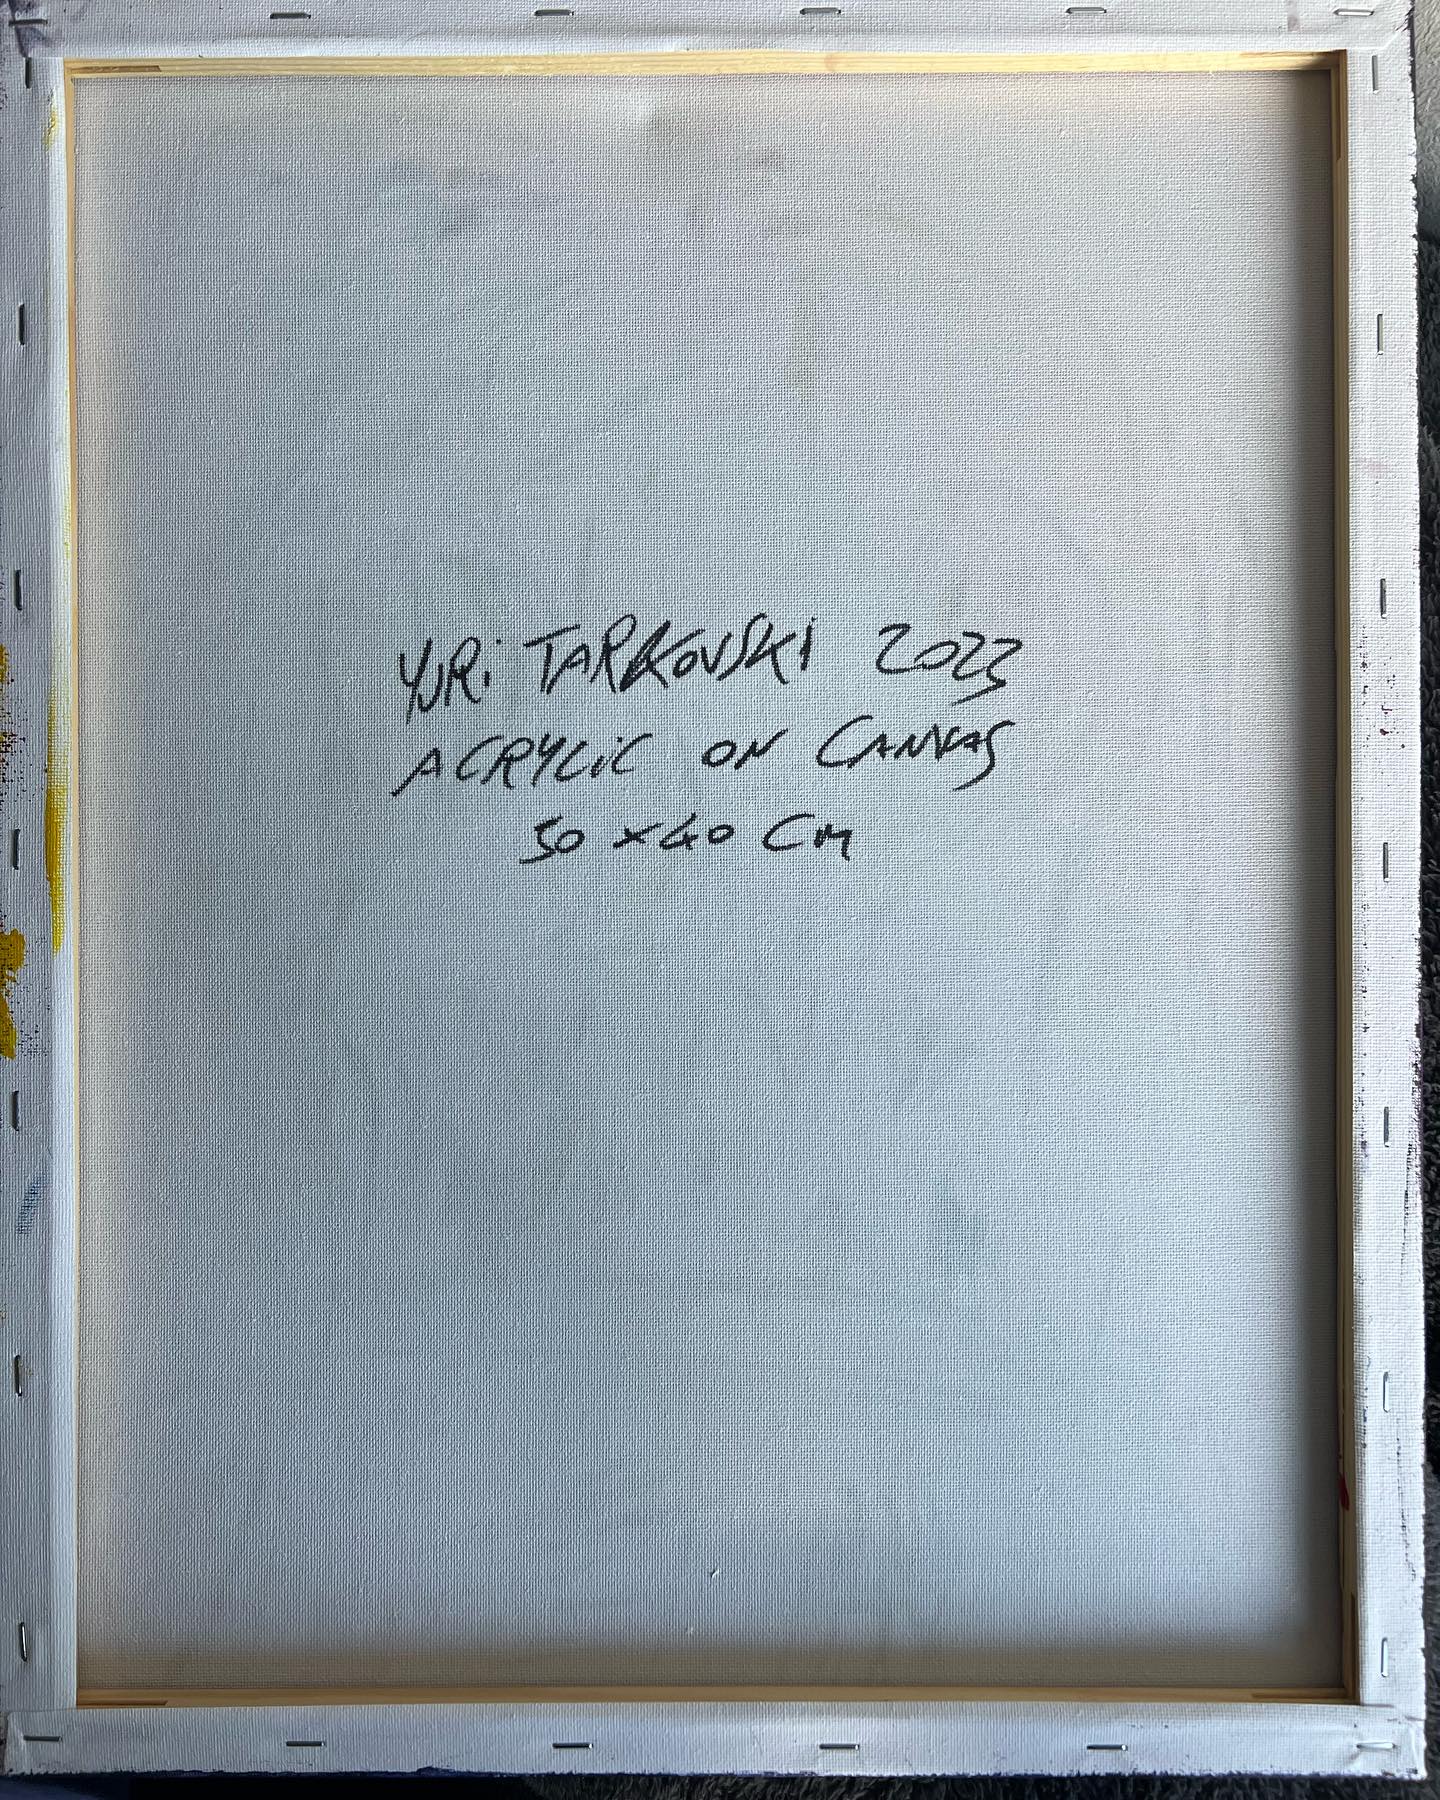 YURi TARKOVSKi 2023
ACRYLiC ON CANVAS
50 x 40 Cm